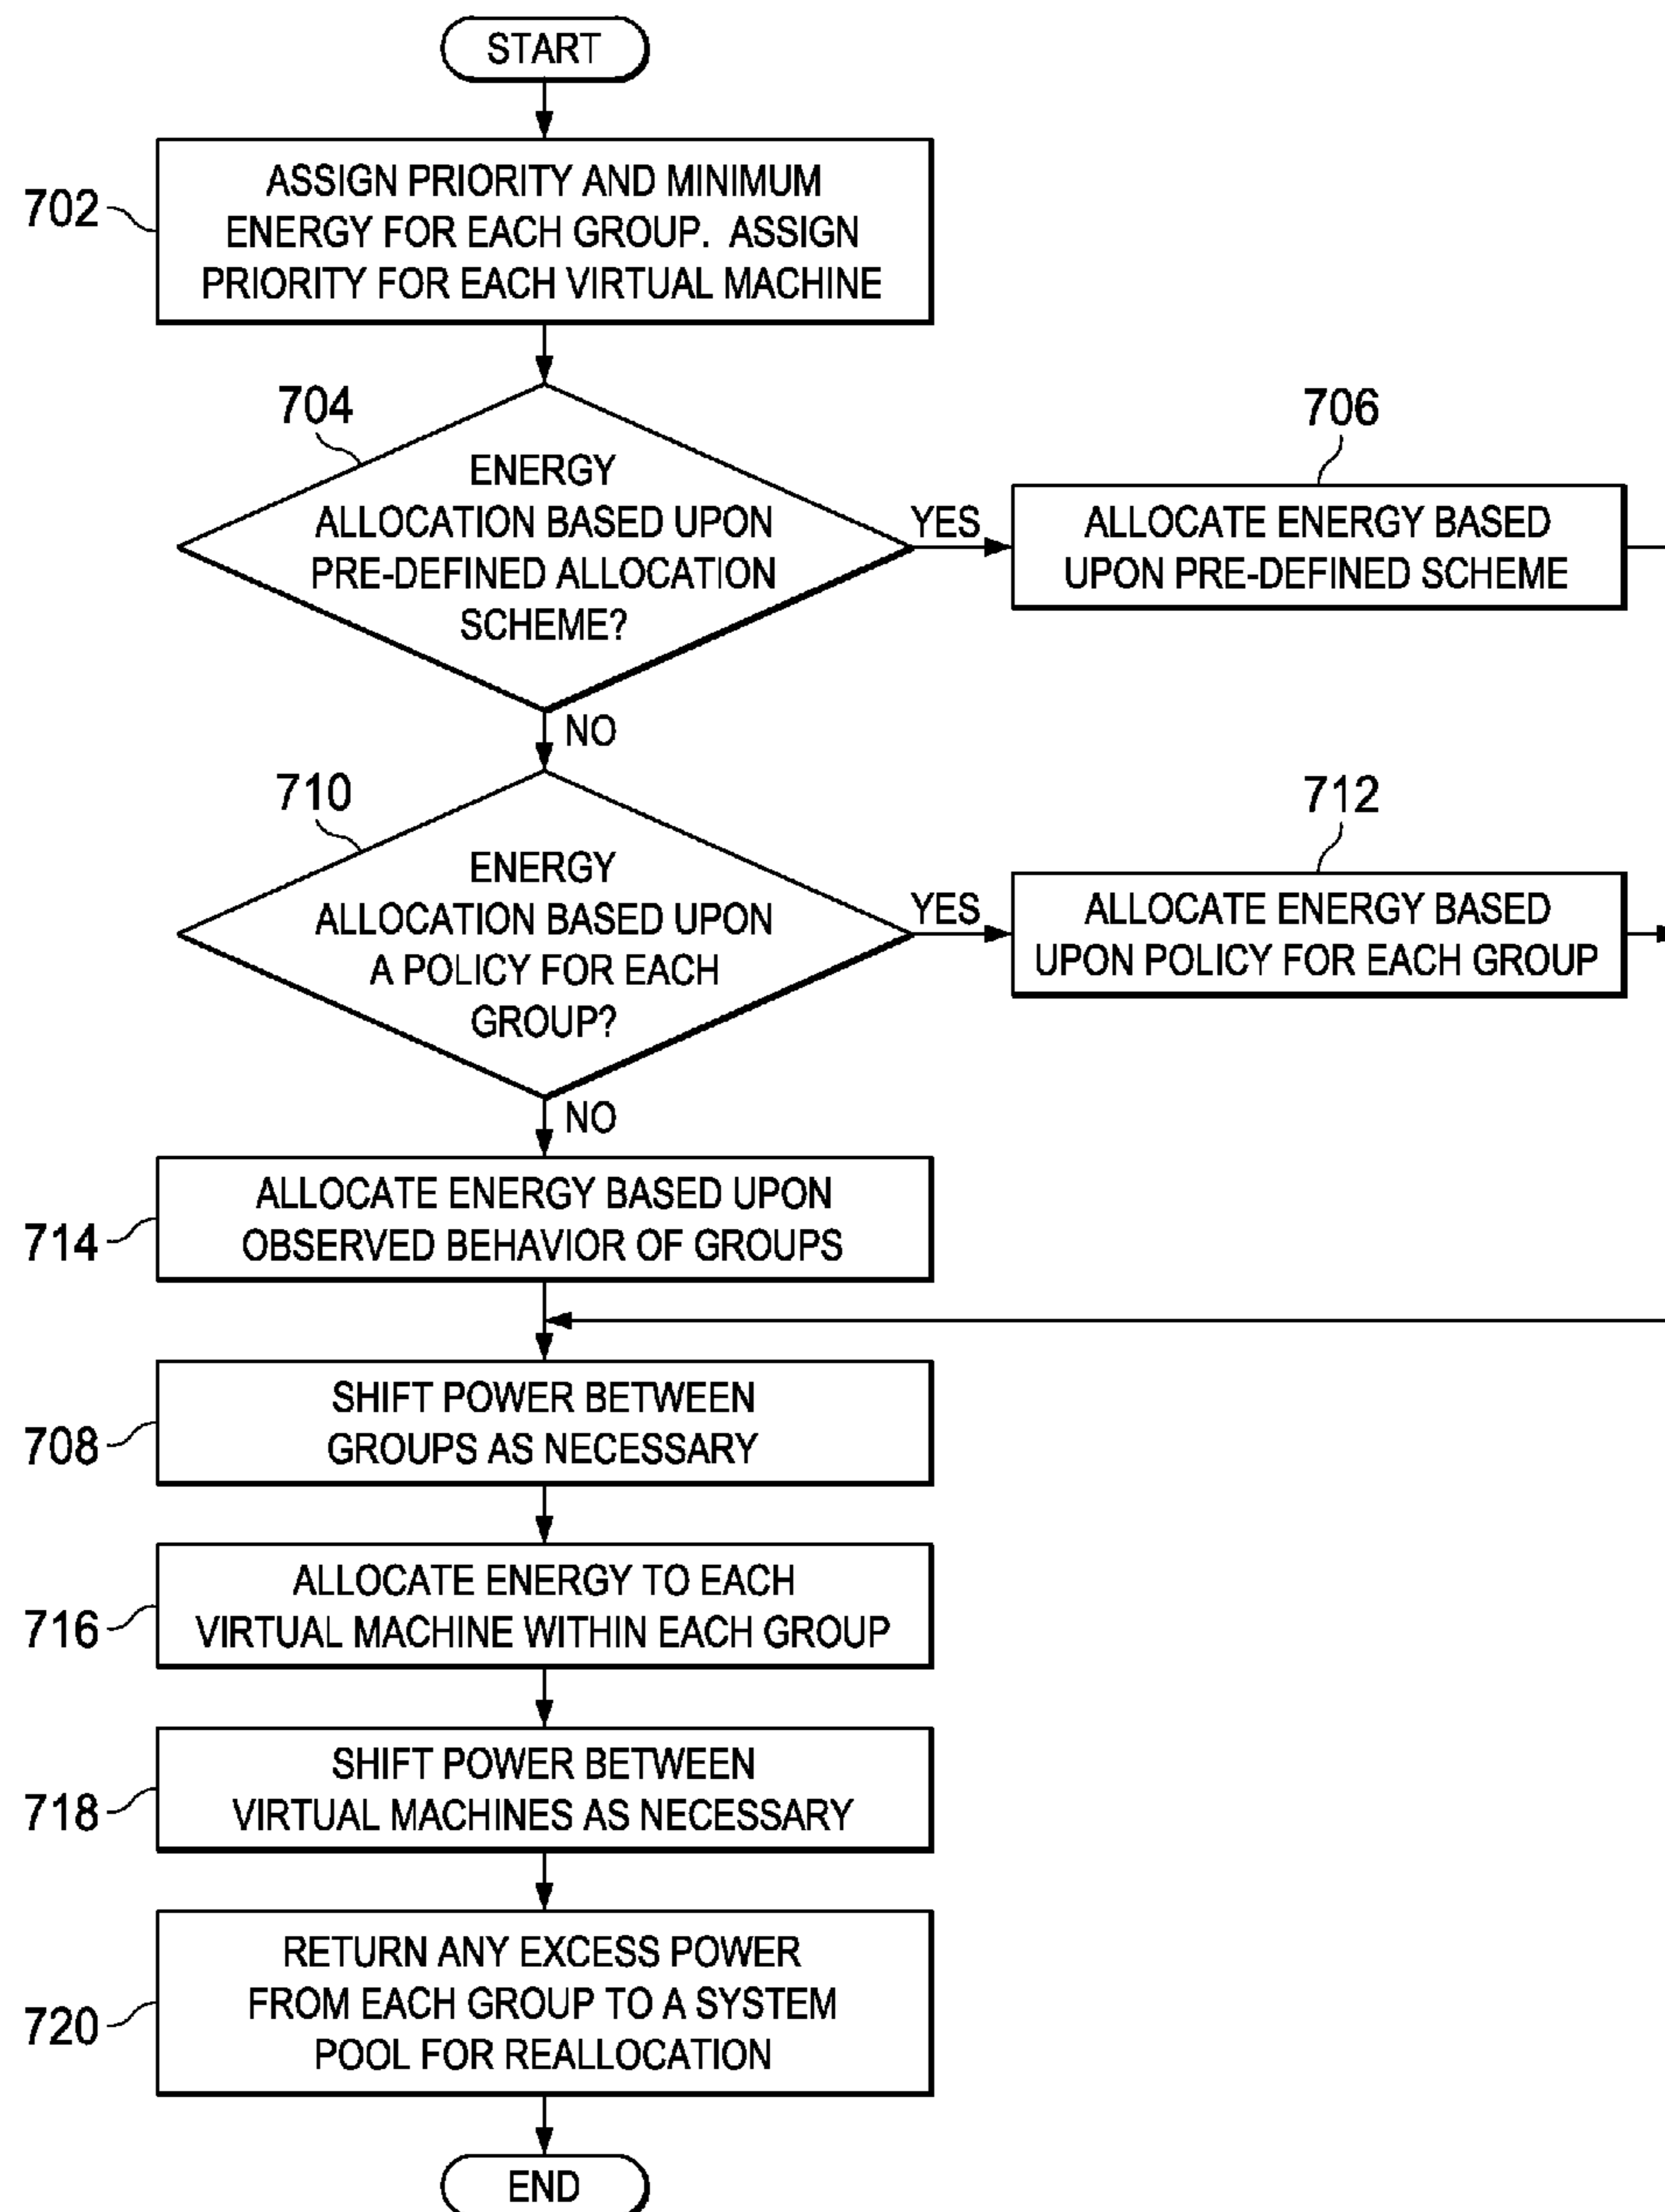 START
702
ASSIGN PRIORITY AND MINIMUM
ENERGY FOR EACH GROUP. ASSIGN
PRIORITY FOR EACH VIRTUAL MACHINE
704
ENERGY
ALLOCATION BASED UPON
PRE-DEFINED ALLOCATION
SCHEME?
YES
706
ALLOCATE ENERGY BASED
UPON PRE-DEFINED SCHEME
NO
710
ENERGY
ALLOCATION BASED UPON
A POLICY FOR EACH
GROUP?
YES
712
ALLOCATE ENERGY BASED
UPON POLICY FOR EACH GROUP
NO
714
ALLOCATE ENERGY BASED UPON
OBSERVED BEHAVIOR OF GROUPS
708
SHIFT POWER BETWEEN
GROUPS AS NECESSARY
716
ALLOCATE ENERGY TO EACH
VIRTUAL MACHINE WITHIN EACH GROUP
718
SHIFT POWER BETWEEN
VIRTUAL MACHINES AS NECESSARY
720
RETURN ANY EXCESS POWER
FROM EACH GROUP TO A SYSTEM
POOL FOR REALLOCATION
END